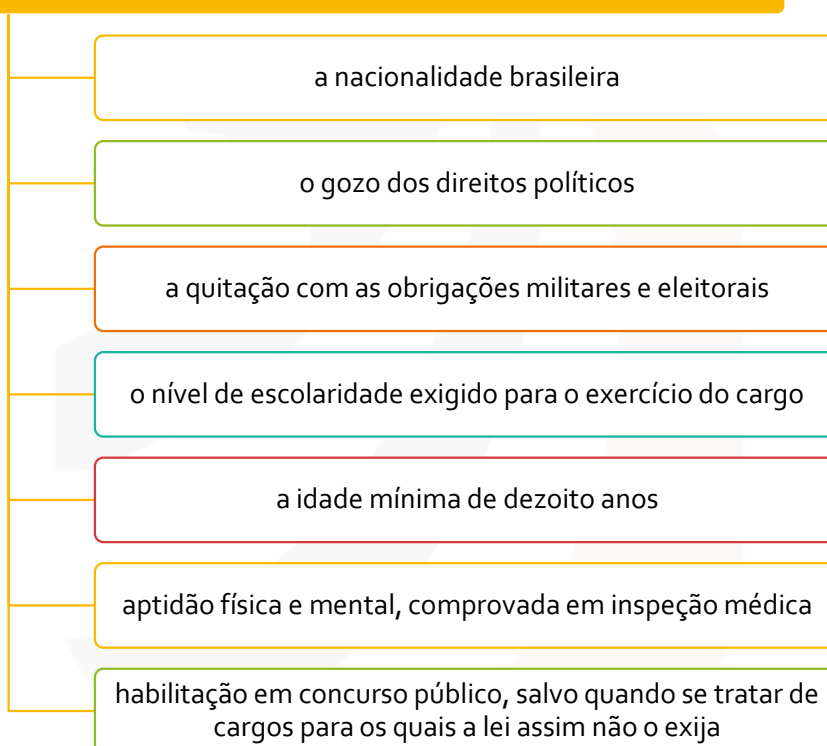 a nacionalidade brasileira
o gozo dos direitos políticos
a quitação com as obrigações militares e eleitorais
o nível de escolaridade exigido para o exercício do cargo
a idade mínima de dezoito anos
aptidão física e mental, comprovada em inspeção médica
habilitação em concurso público, salvo quando se tratar de
cargos para os quais a lei assim não o exija